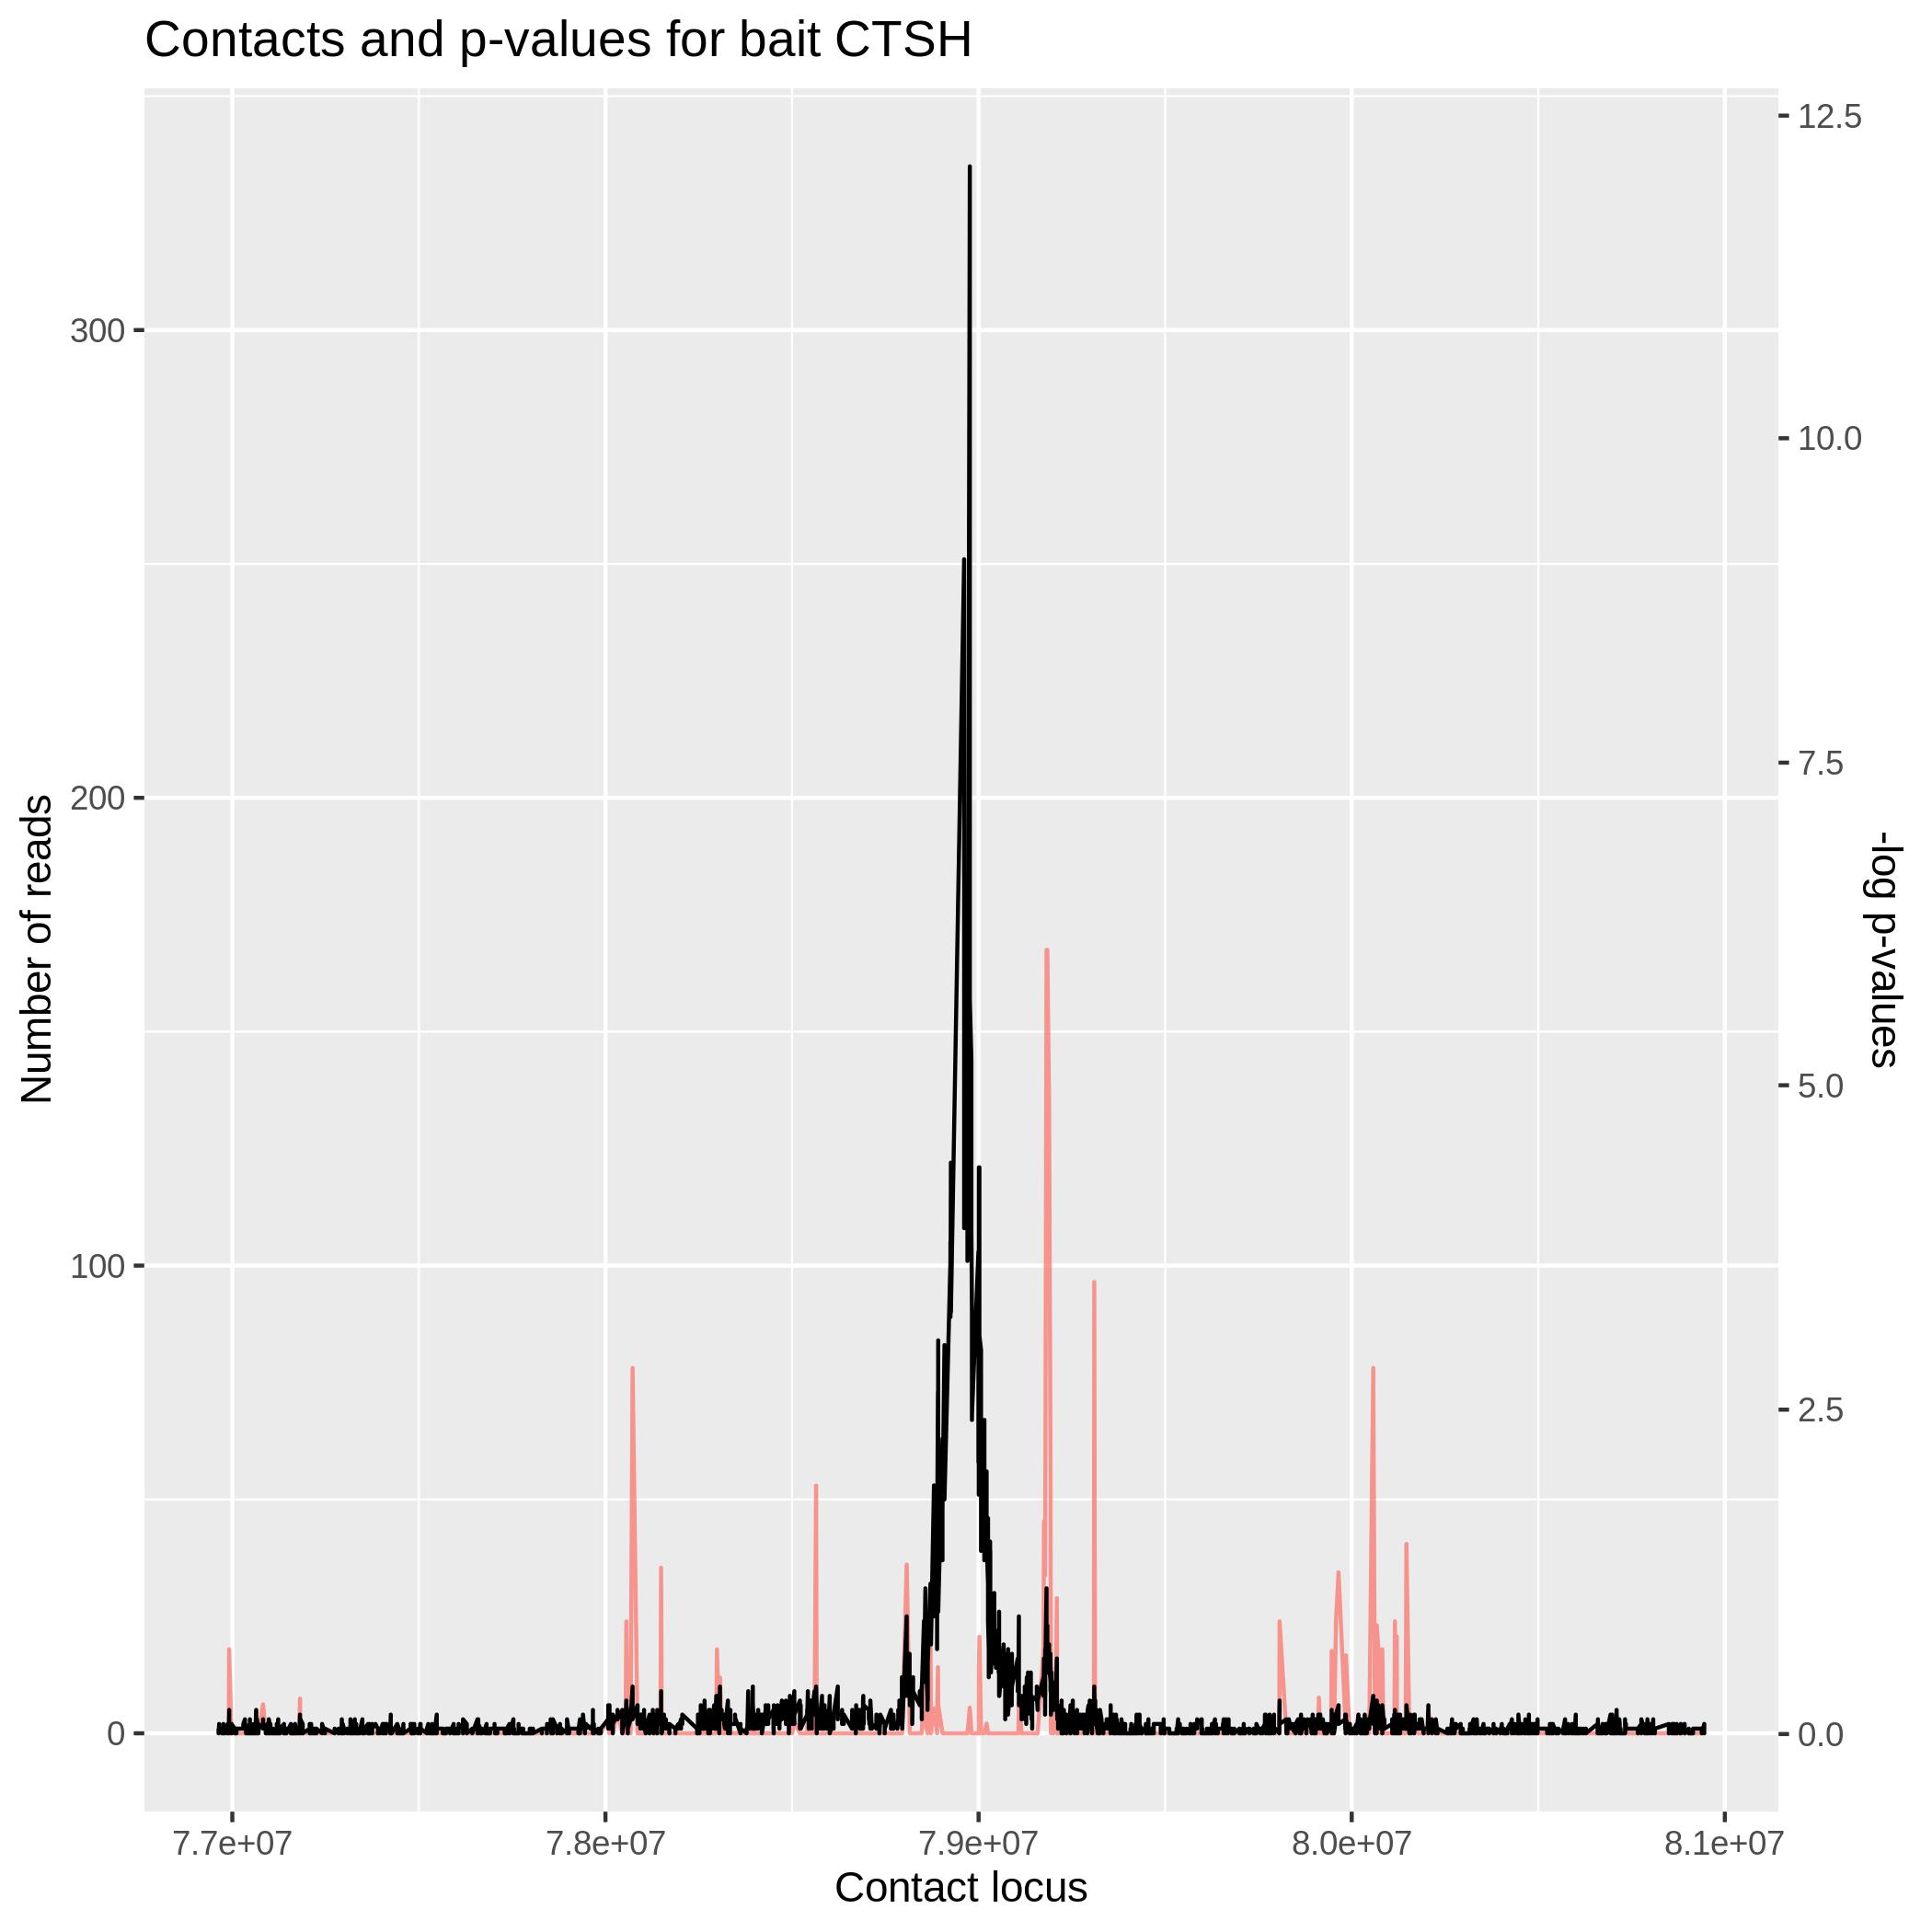 Contacts and p-values for bait CTSH
Number of reads
300
200
100
0
12.5
10.0
7.5
5.0
2.5
0.0
-log p-values
7.7e+07
7.8e+07
7.9e+07
8.0e+07
8.1e+07
Contact locus